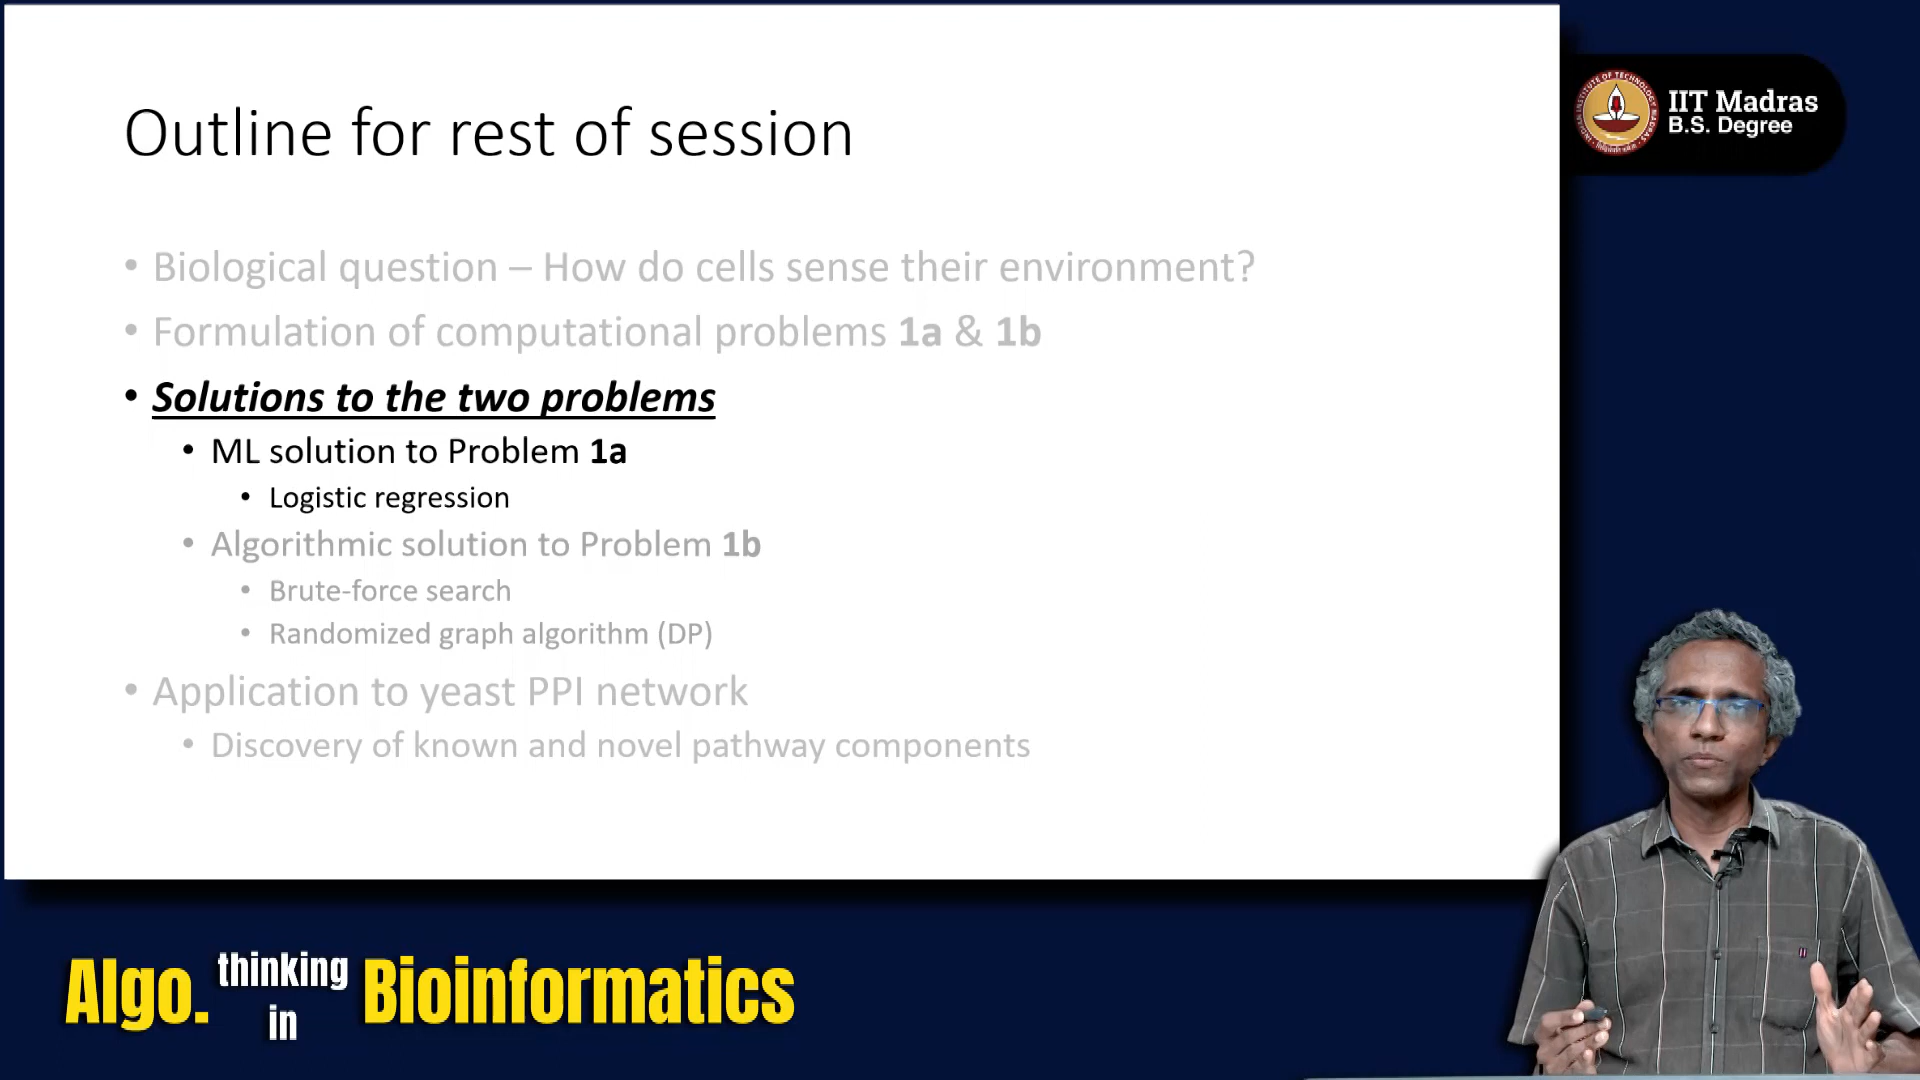 Outline for rest of session
• Biological question – How do cells sense their environment?
• Formulation of computational problems 1a & 1b
• Solutions to the two problems
• ML solution to Problem 1a
• Logistic regression
• Algorithmic solution to Problem 1b
• Brute-force search
• Randomized graph algorithm (DP)
• Application to yeast PPI network
• Discovery of known and novel pathway components
IIT Madras
B.S. Degree
Algo. thinking in Bioinformatics